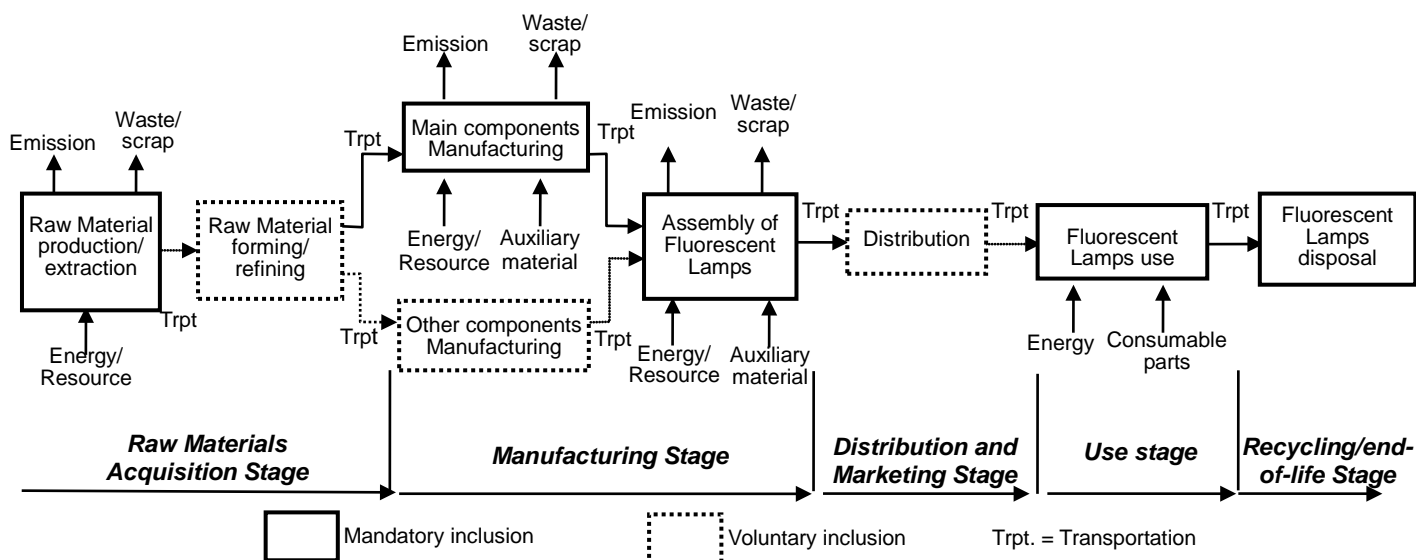 Emission
Waste/
scrap
Raw Material
production/
extraction
Energy/
Resource
Trpt
Raw Material
forming/
refining
Trpt
Trpt
Emission
Waste/
scrap
Main components
Manufacturing
Energy/
Resource
Auxiliary
material
Trpt
Other components
Manufacturing
Trpt
Emission
Waste/
scrap
Assembly of
Fluorescent
Lamps
Energy/
Resource
Auxiliary
material
Trpt
Distribution
Trpt
Fluorescent
Lamps use
Energy
Consumable
parts
Trpt
Fluorescent
Lamps
disposal
Raw Materials
Acquisition Stage
Manufacturing Stage
Distribution and
Marketing Stage
Use stage
Recycling/end-
of-life Stage
Mandatory inclusion
Voluntary inclusion
Trpt. = Transportation